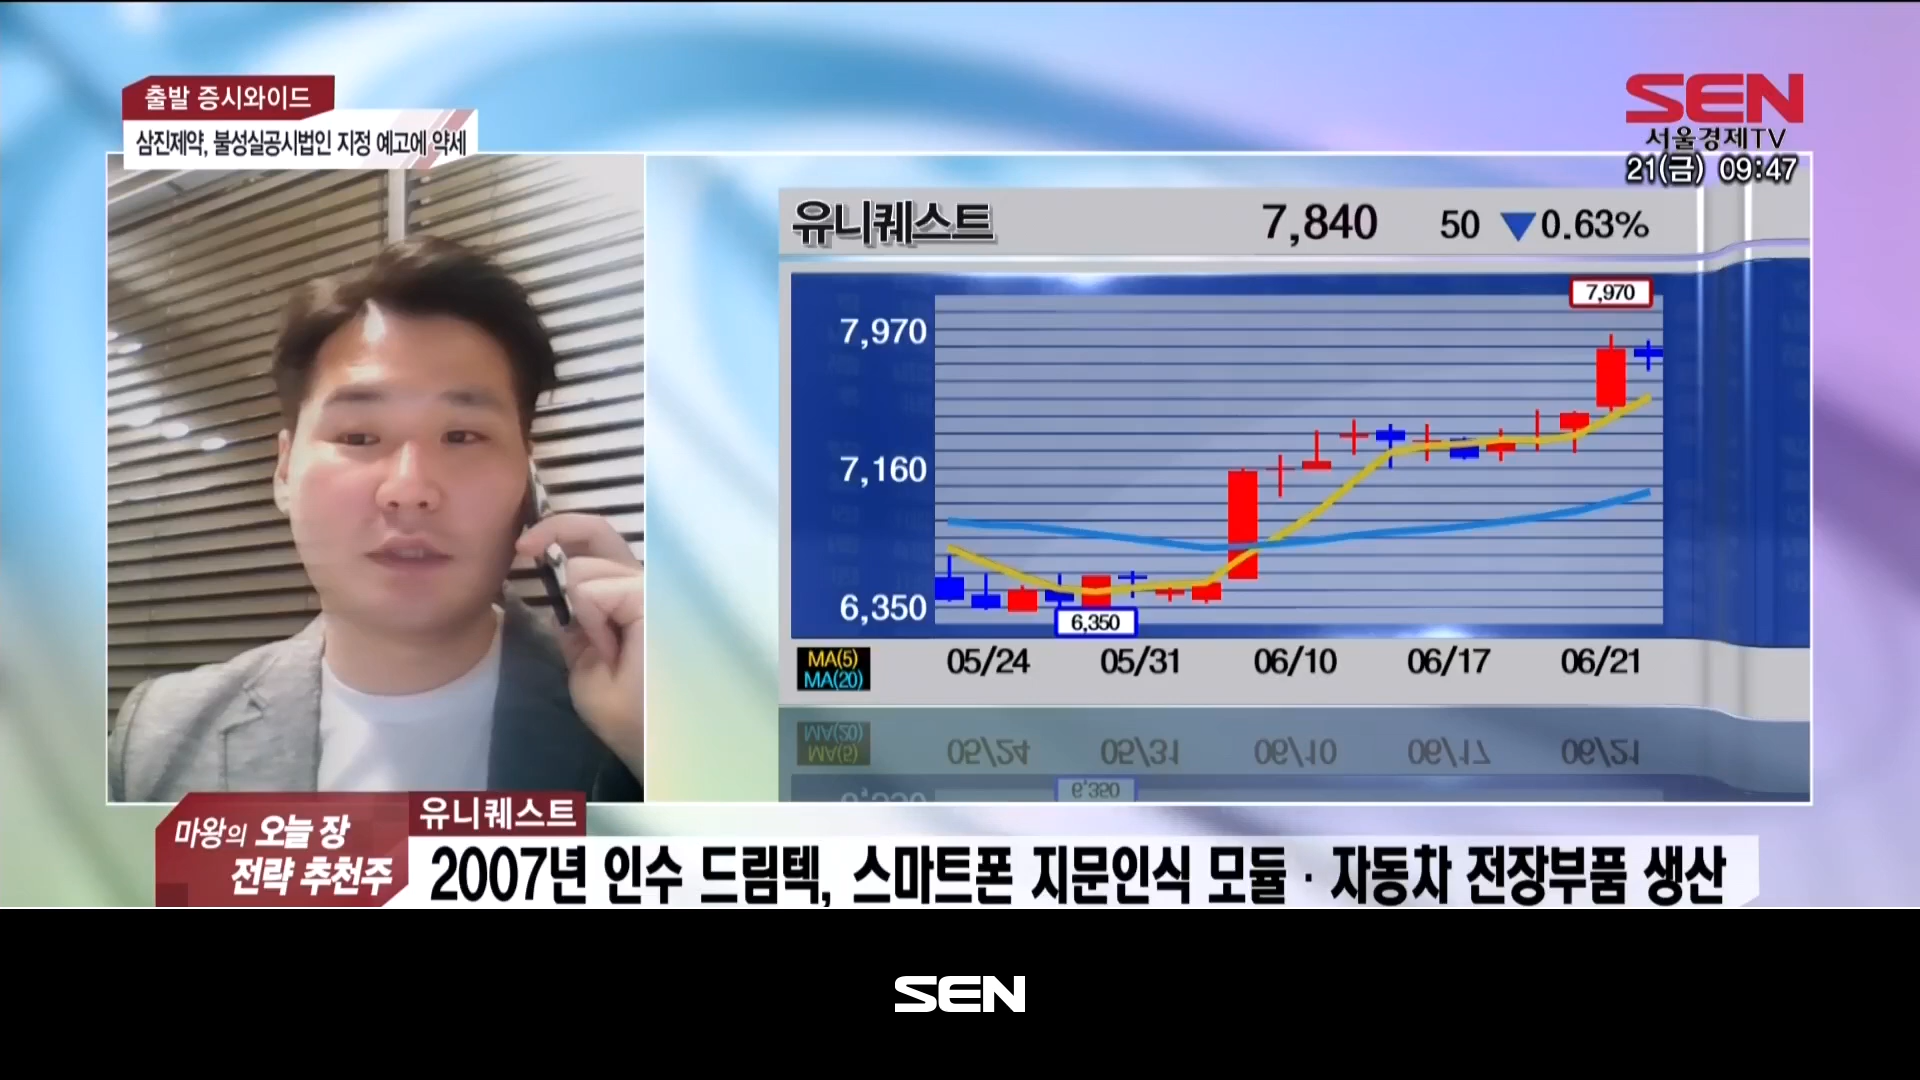 출발 증시와이드
삼진제약, 불성실공시법인 지정 예고에 약세
SEN
서울경제TV
21(금) 09:47
유니퀘스트 7,840 50 ▼0.63%
7,970
7,970
7,160
6,350
6,350
MA(5)
MA(20)
05/24 05/31 06/10 06/17 06/21
마왕의 오늘 장
전략 추천주
유니퀘스트
2007년 인수 드림텍, 스마트폰 지문인식 모듈·자동차 전장부품 생산
SEN